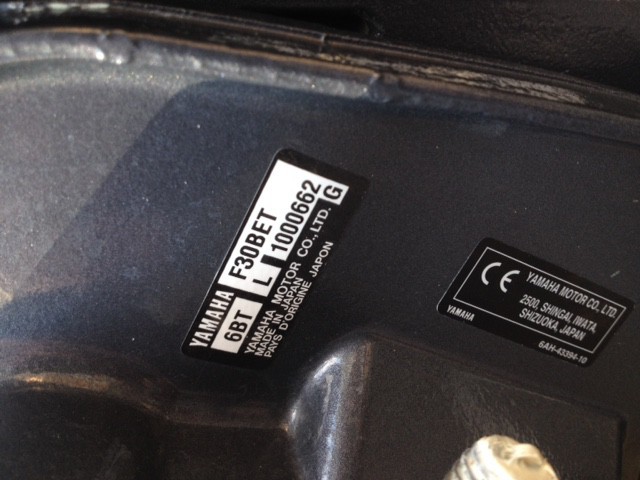 YAMAHA F30BET
6BT L 1000662 G
YAMAHA MOTOR CO., LTD.
MADE IN JAPAN
PAYS D'ORIGINE JAPON
CE YAMAHA MOTOR CO., LTD.
2500, SHINGAI, IWATA,
SHIZUOKA, JAPAN
YAMAHA 6AH-43394-10